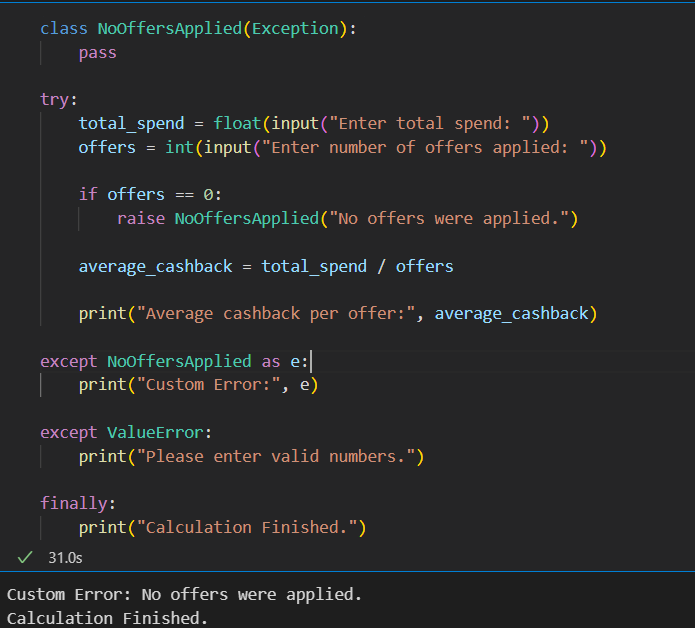 class NoOffersApplied(Exception):
    pass

try:
    total_spend = float(input("Enter total spend: "))
    offers = int(input("Enter number of offers applied: "))

    if offers == 0:
        raise NoOffersApplied("No offers were applied.")

    average_cashback = total_spend / offers

    print("Average cashback per offer:", average_cashback)

except NoOffersApplied as e:
    print("Custom Error:", e)

except ValueError:
    print("Please enter valid numbers.")

finally:
    print("Calculation Finished.")
✓ 31.0s
Custom Error: No offers were applied.
Calculation Finished.